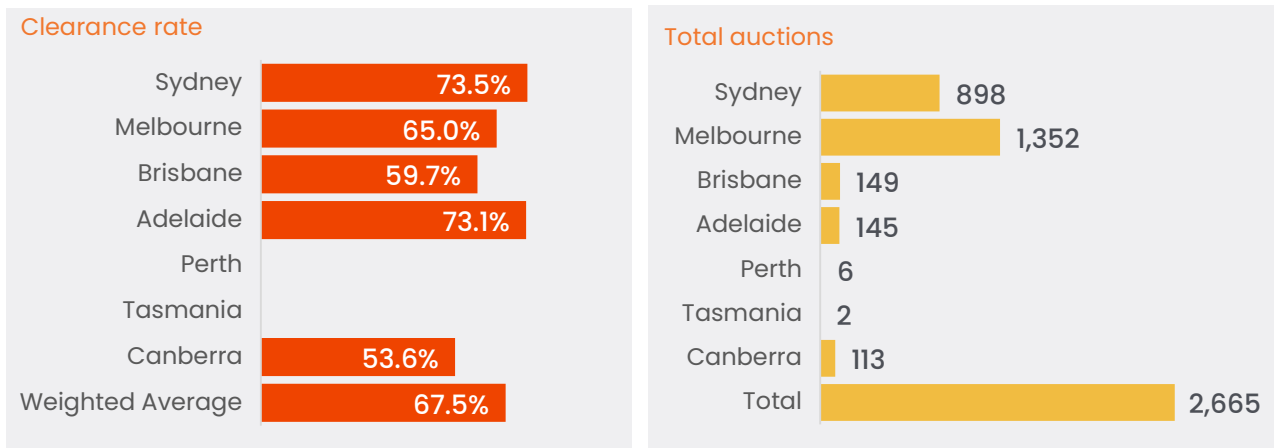 Clearance rate
Sydney 73.5%
Melbourne 65.0%
Brisbane 59.7%
Adelaide 73.1%
Perth
Tasmania
Canberra 53.6%
Weighted Average 67.5%
Total auctions
Sydney 898
Melbourne 1,352
Brisbane 149
Adelaide 145
Perth 6
Tasmania 2
Canberra 113
Total 2,665